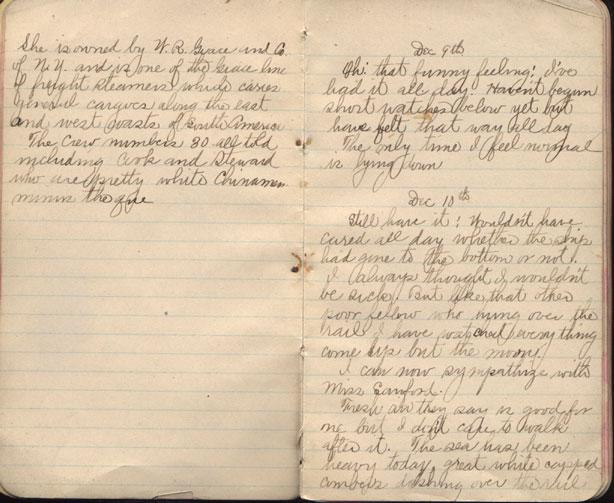 She is owned by W. R. Grace and Co.
of N.Y. and is one of the Grace line
of freight steamers which caries
general cargoes along the east
and west coasts of South America
The Crew numbers 30 all told
including Cook and Steward
who are pretty white Chinamen
minus the que
Dec 9th
Oh! that funny feeling! I've
had it all day. Haven't begun
short watches below yet but
have felt that way all day
The only time I feel normal
is lying down
Dec 10th
Still have it! Wouldn't have
cared all day whether the ship
had gone to the bottom or not.
I always thought I wouldn't
be sick. But like that other
poor fellow who hung over the
rail I have watched everything
come up but the moon.
I can now sympathize with
Miss Sanford.
Fresh air they say is good for
me but I don't care to walk
after it. The sea has been
heavy today, great white capped
combers dashing over the rail